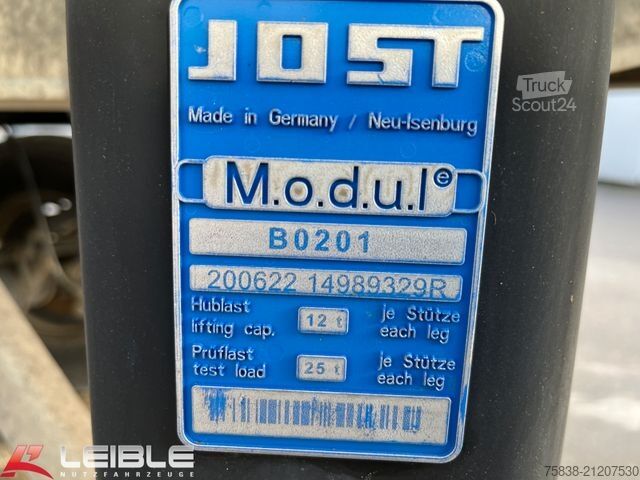 JOST
Truck
Scout24
Made in Germany / Neu-Isenburg
M.o.d.u.l e
B0201
200622 14989329R
Hublast 12 t je Stütze
lifting cap. each leg
Prüflast 25 t je Stütze
test load each leg
LEIBLE
NUTZFAHRZEUGE
75838-21207530